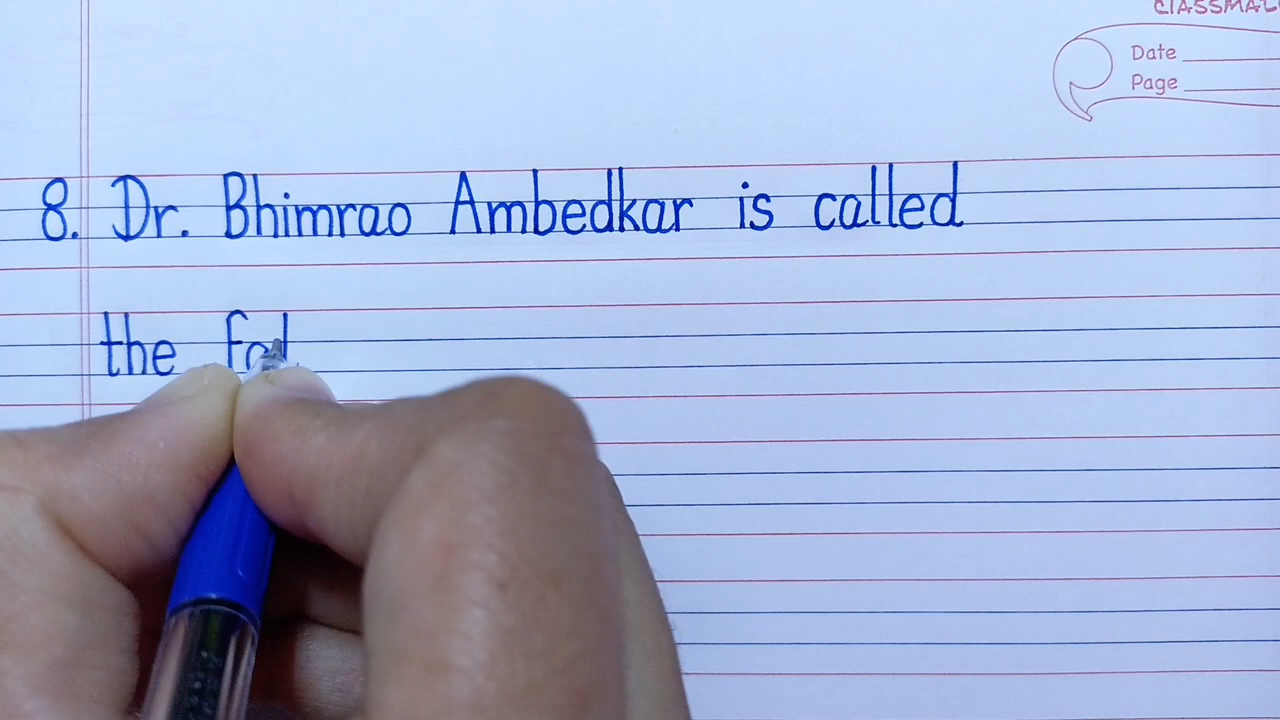 CLASSMATE
Date
Page
8. Dr. Bhimrao Ambedkar is called
the